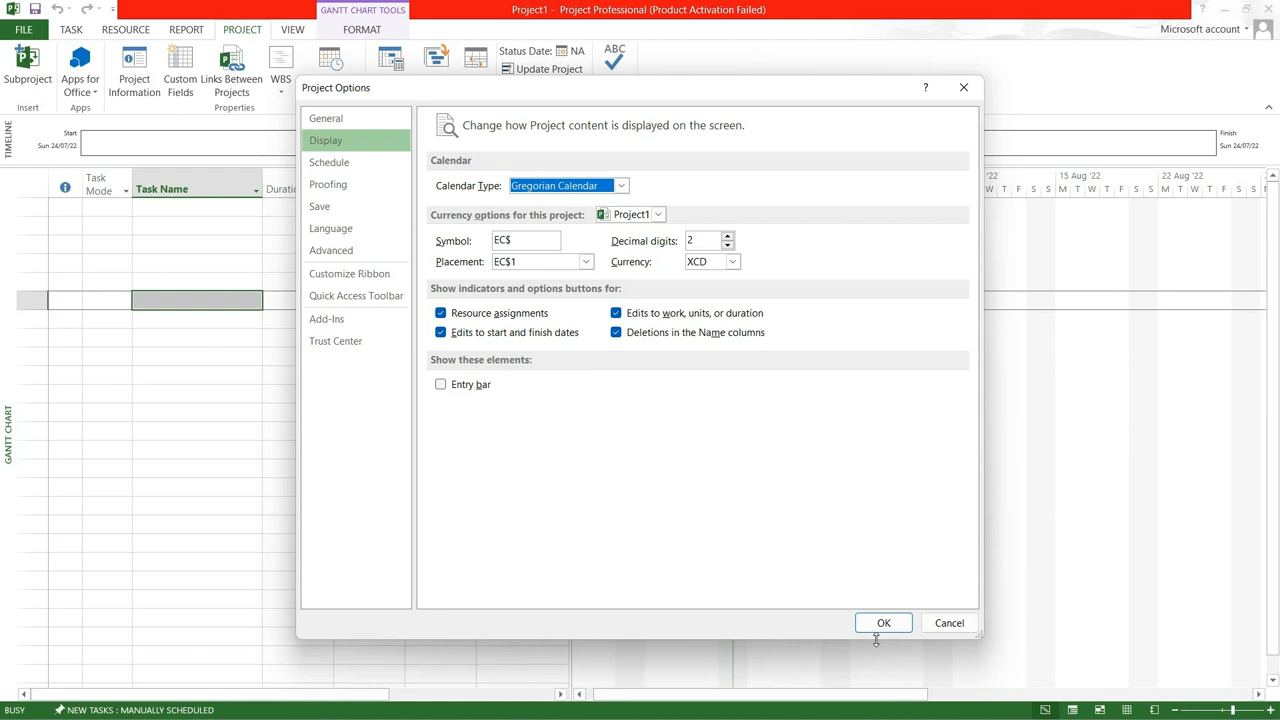 GANTT CHART TOOLS
Project1 - Project Professional (Product Activation Failed)
FILE TASK RESOURCE REPORT PROJECT VIEW FORMAT
Microsoft account
Subproject
Apps for Office
Project Information
Custom Fields
Links Between Projects
WBS
Status Date: NA
Update Project
ABC
Insert Apps Properties
TIMELINE
Start
Sun 24/07/22
Finish
Sun 24/07/22
Task Mode
Task Name
Duratio
'22
15 Aug '22
22 Aug '22
W T F S S M T W T F S S M T W T F S S
GANTT CHART
Project Options
?
General
Display
Schedule
Proofing
Save
Language
Advanced
Customize Ribbon
Quick Access Toolbar
Add-Ins
Trust Center
Change how Project content is displayed on the screen.
Calendar
Calendar Type: Gregorian Calendar
Currency options for this project: Project1
Symbol: EC$ Decimal digits: 2
Placement: EC$1 Currency: XCD
Show indicators and options buttons for:
Resource assignments Edits to work, units, or duration
Edits to start and finish dates Deletions in the Name columns
Show these elements:
Entry bar
OK Cancel
BUSY NEW TASKS : MANUALLY SCHEDULED